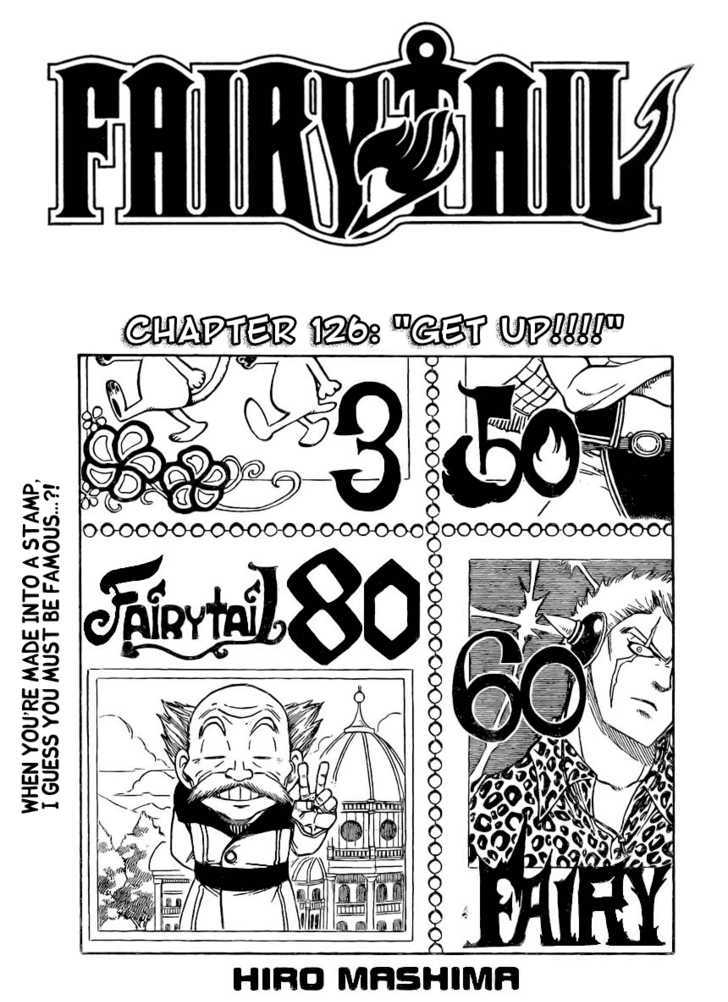 FAIRY TAIL
CHAPTER 126: "GET UP!!!!"
3
50
WHEN YOU'RE MADE INTO A STAMP,
I GUESS YOU MUST BE FAMOUS...?!
FAIRY TAIL 80
60
FAIRY
HIRO MASHIMA